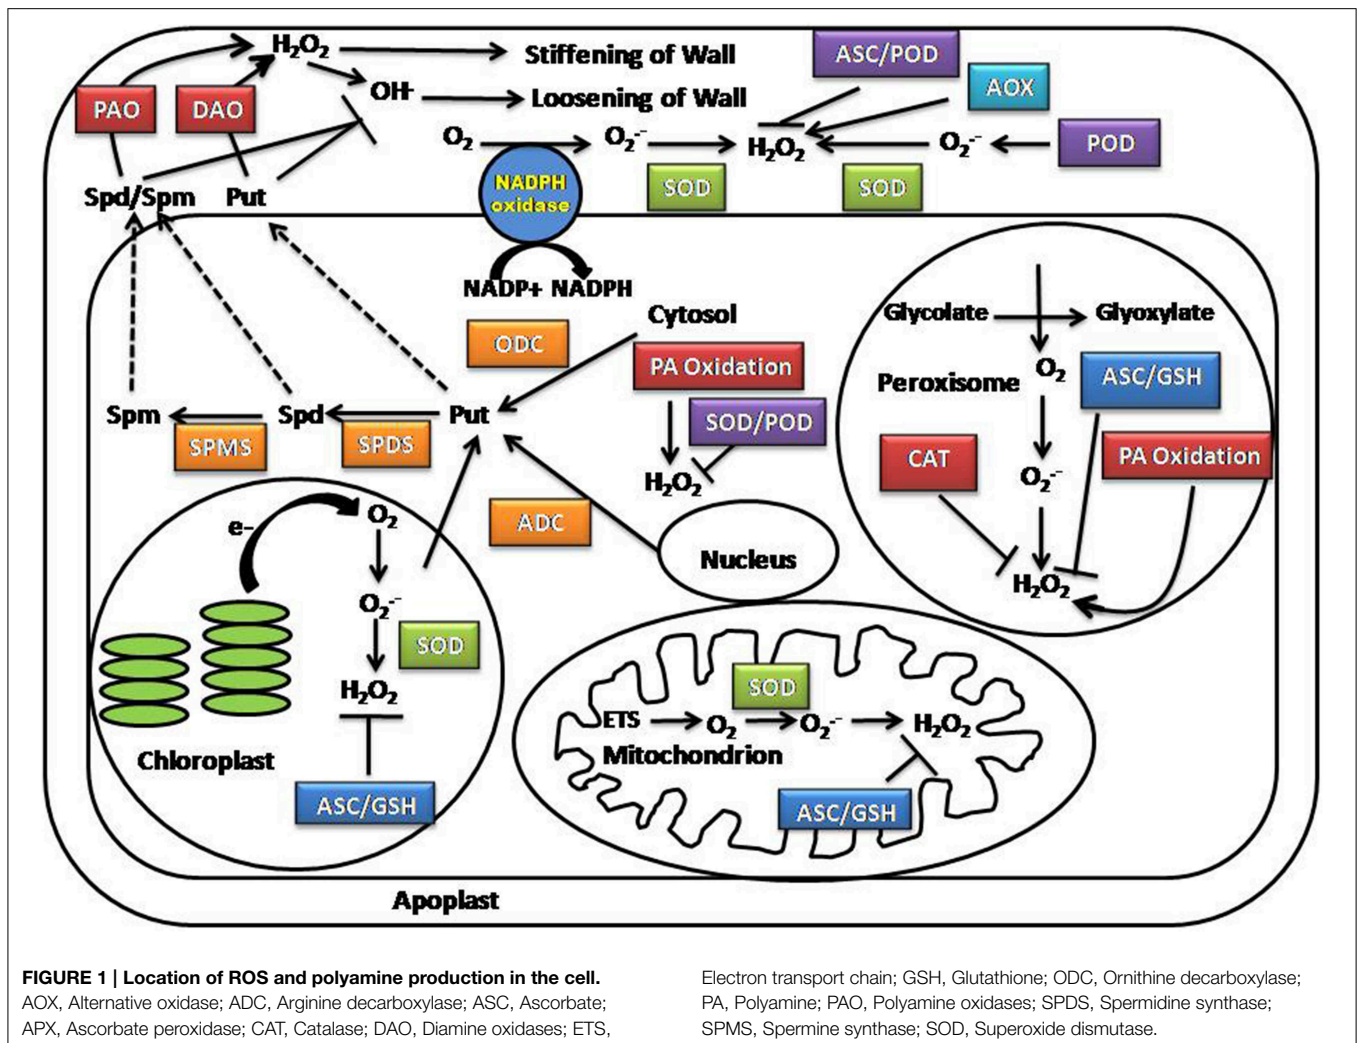 H₂O₂
Stiffening of Wall
ASC/POD
PAO
DAO
OH-
Loosening of Wall
AOX
O₂
O₂·⁻
H₂O₂
O₂·⁻
POD
Spd/Spm
Put
NADPH
oxidase
SOD
SOD
NADP+ NADPH
Cytosol
Glycolate
Glyoxylate
ODC
PA Oxidation
Peroxisome
O₂
ASC/GSH
Spm
Spd
Put
SOD/POD
SPMS
SPDS
CAT
PA Oxidation
H₂O₂
O₂·⁻
e-
O₂
ADC
Nucleus
H₂O₂
O₂·⁻
SOD
H₂O₂
SOD
ETS
O₂
O₂·⁻
H₂O₂
Mitochondrion
Chloroplast
ASC/GSH
ASC/GSH
Apoplast
FIGURE 1 | Location of ROS and polyamine production in the cell.
AOX, Alternative oxidase; ADC, Arginine decarboxylase; ASC, Ascorbate;
APX, Ascorbate peroxidase; CAT, Catalase; DAO, Diamine oxidases; ETS,
Electron transport chain; GSH, Glutathione; ODC, Ornithine decarboxylase;
PA, Polyamine; PAO, Polyamine oxidases; SPDS, Spermidine synthase;
SPMS, Spermine synthase; SOD, Superoxide dismutase.